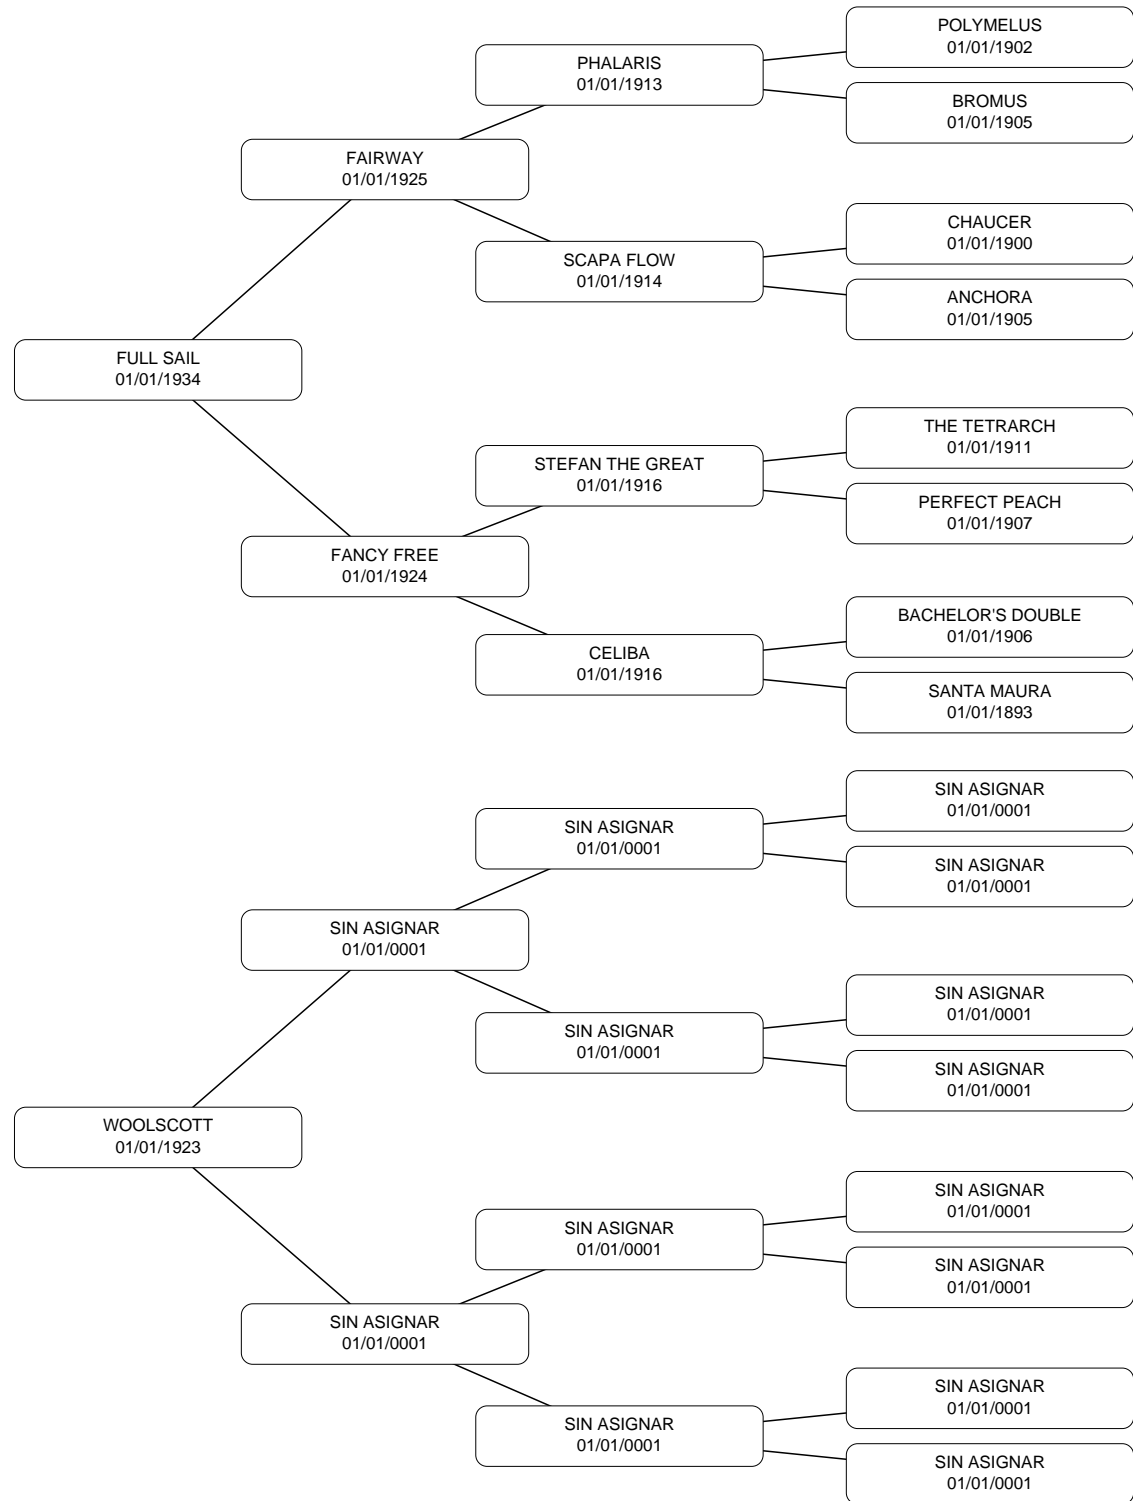 POLYMELUS
01/01/1902
PHALARIS
01/01/1913
BROMUS
01/01/1905
FAIRWAY
01/01/1925
CHAUCER
01/01/1900
SCAPA FLOW
01/01/1914
ANCHORA
01/01/1905
FULL SAIL
01/01/1934
THE TETRARCH
01/01/1911
STEFAN THE GREAT
01/01/1916
PERFECT PEACH
01/01/1907
FANCY FREE
01/01/1924
BACHELOR'S DOUBLE
01/01/1906
CELIBA
01/01/1916
SANTA MAURA
01/01/1893
SIN ASIGNAR
01/01/0001
SIN ASIGNAR
01/01/0001
SIN ASIGNAR
01/01/0001
SIN ASIGNAR
01/01/0001
SIN ASIGNAR
01/01/0001
SIN ASIGNAR
01/01/0001
SIN ASIGNAR
01/01/0001
WOOLSCOTT
01/01/1923
SIN ASIGNAR
01/01/0001
SIN ASIGNAR
01/01/0001
SIN ASIGNAR
01/01/0001
SIN ASIGNAR
01/01/0001
SIN ASIGNAR
01/01/0001
SIN ASIGNAR
01/01/0001
SIN ASIGNAR
01/01/0001